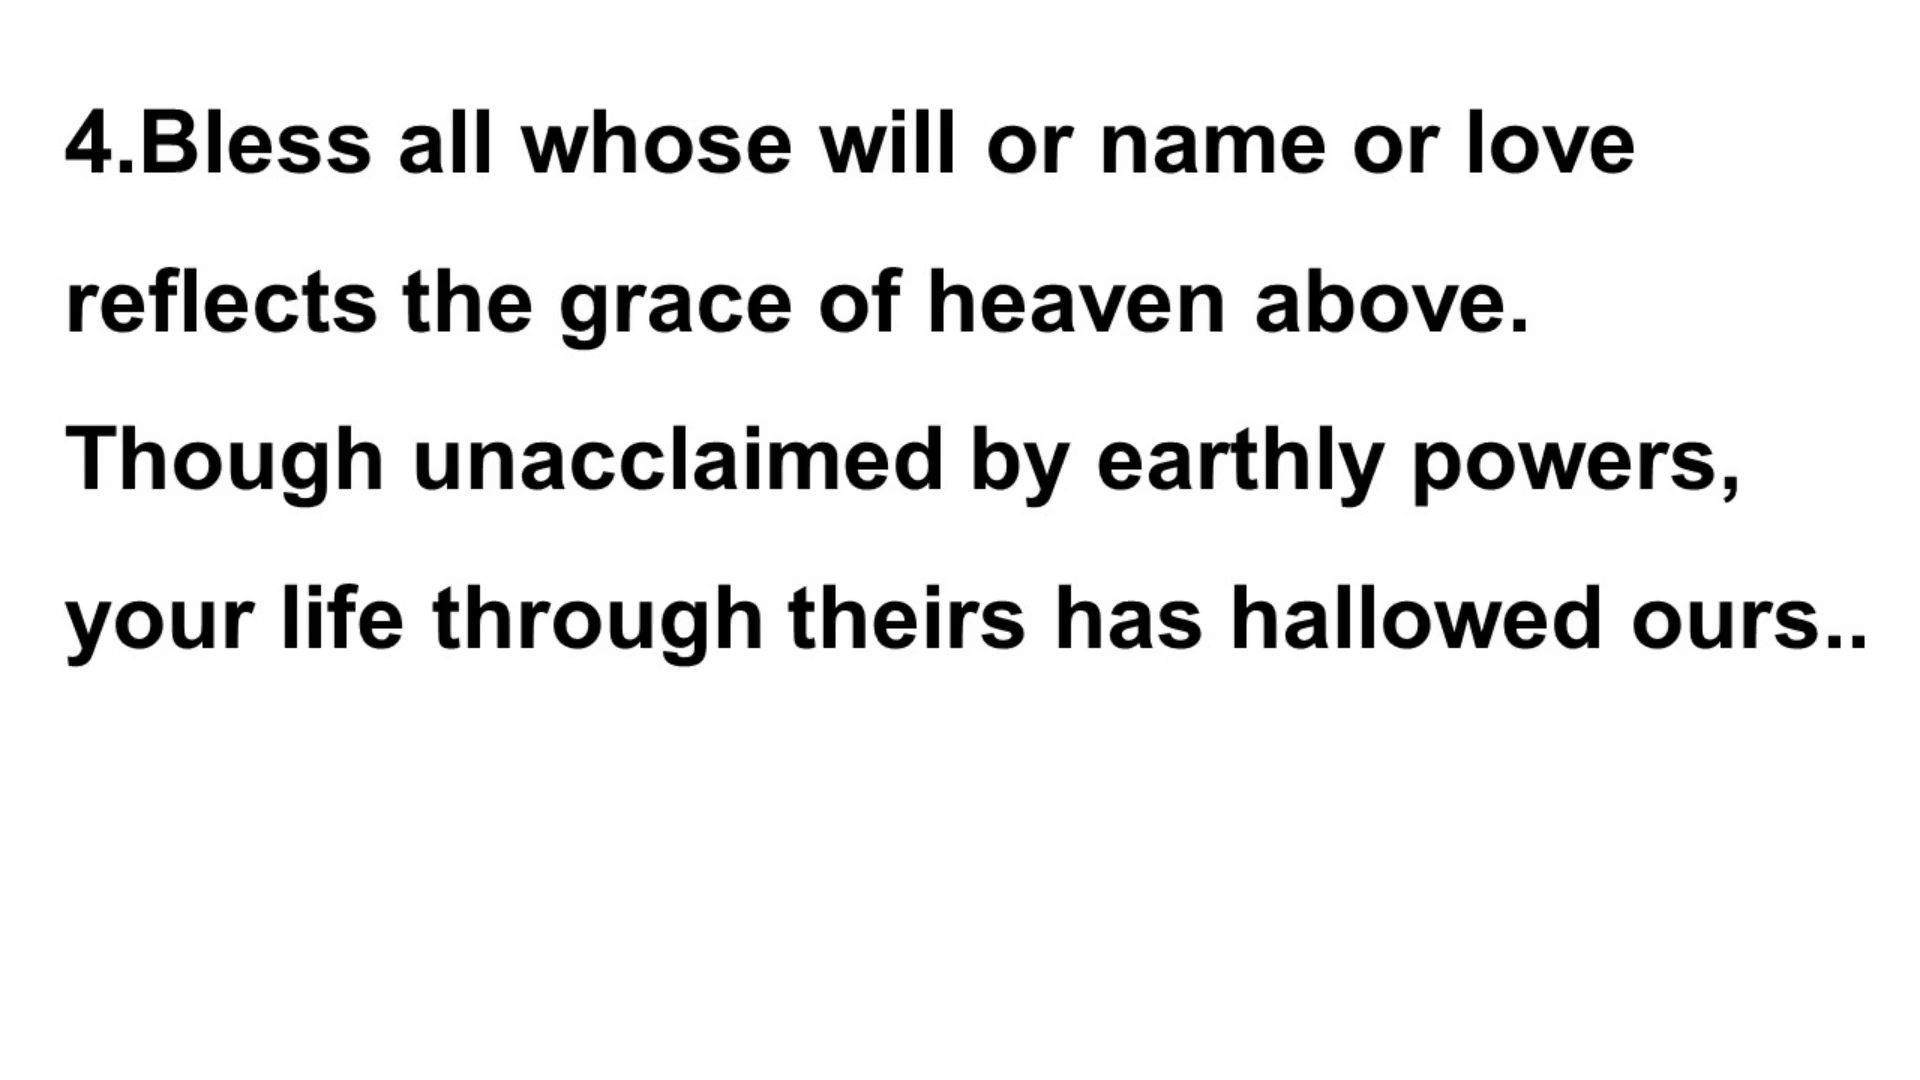 4.Bless all whose will or name or love
reflects the grace of heaven above.
Though unacclaimed by earthly powers,
your life through theirs has hallowed ours..